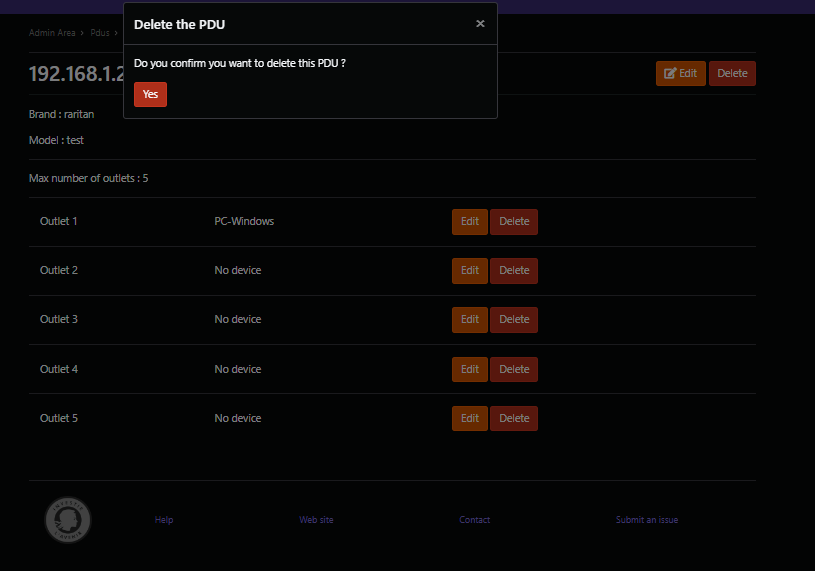 Delete the PDU ×
Admin Area › Pdus ›
Do you confirm you want to delete this PDU ?
192.168.1.2 Edit Delete
Yes
Brand : raritan
Model : test
Max number of outlets : 5
Outlet 1 PC-Windows Edit Delete
Outlet 2 No device Edit Delete
Outlet 3 No device Edit Delete
Outlet 4 No device Edit Delete
Outlet 5 No device Edit Delete
Help Web site Contact Submit an issue